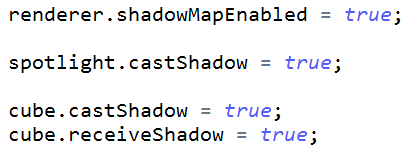 renderer.shadowMapEnabled = true;
spotlight.castShadow = true;
cube.castShadow = true;
cube.receiveShadow = true;